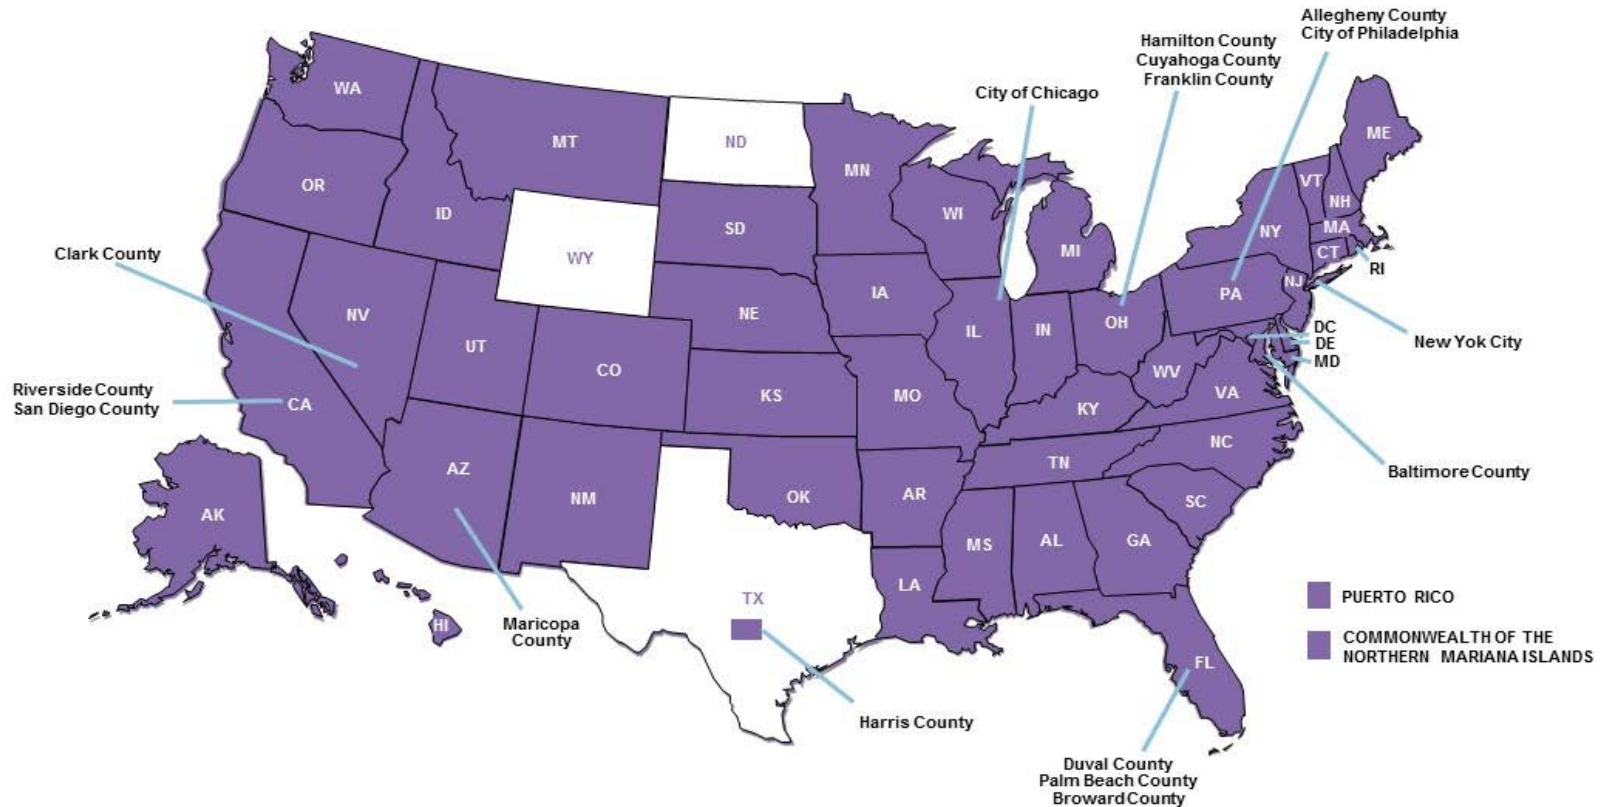 Allegheny County
City of Philadelphia
Hamilton County
Cuyahoga County
Franklin County
City of Chicago
WA
MT
ND
MN
ME
OR
ID
WY
SD
WI
MI
VT
NH
NY
MA
CT
RI
Clark County
NV
UT
CO
NE
IA
IL
IN
OH
PA
NJ
DC
DE
MD
New Yok City
Riverside County
San Diego County
CA
KS
MO
KY
WV
VA
AZ
NM
OK
AR
TN
NC
SC
Baltimore County
AK
HI
Maricopa
County
TX
LA
MS
AL
GA
FL
Harris County
Duval County
Palm Beach County
Broward County
PUERTO RICO
COMMONWEALTH OF THE
NORTHERN MARIANA ISLANDS